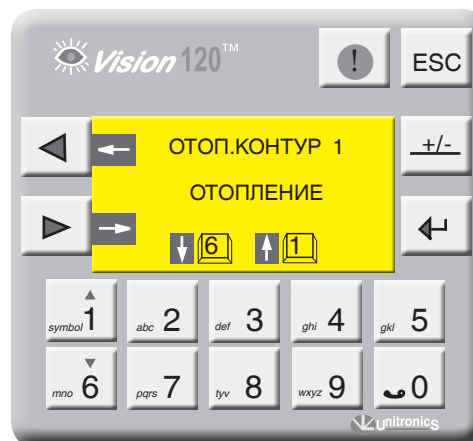 Vision 120™
! ESC
ОТОП.КОНТУР 1
+/-
ОТОПЛЕНИЕ
6 1
symbol 1 abc 2 def 3 ghi 4 gkl 5
mno 6 pqrs 7 tyv 8 wxyz 9 0
unitronics